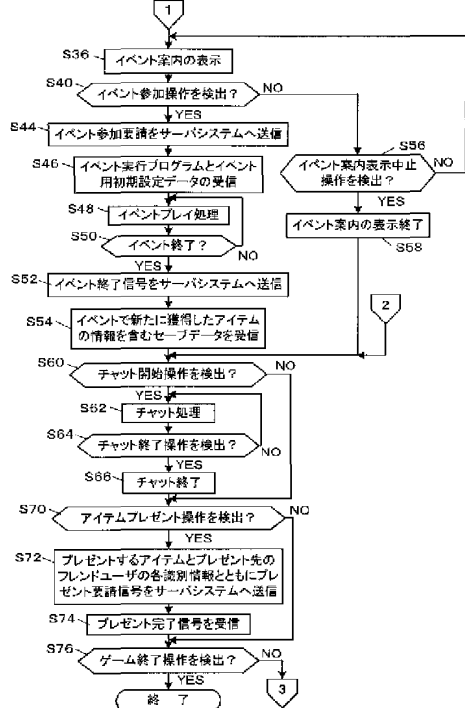 1
S36
イベント案内の表示
S40
イベント参加操作を検出？
NO
YES
S44
イベント参加要請をサーバシステムへ送信
S46
イベント実行プログラムとイベント
用初期設定データの受信
S48
イベントプレイ処理
S50
イベント終了？
NO
YES
S56
イベント案内表示中止
操作を検出？
NO
YES
イベント案内の表示終了
S58
S52
イベント終了信号をサーバシステムへ送信
S54
イベントで新たに獲得したアイテム
の情報を含むセーブデータを受信
2
S60
チャット開始操作を検出？
NO
YES
S62
チャット処理
S64
チャット終了操作を検出？
NO
YES
S66
チャット終了
S70
アイテムプレゼント操作を検出？
NO
YES
S72
プレゼントするアイテムとプレゼント先の
フレンドユーザの各識別情報とともにプレ
ゼント要請信号をサーバシステムへ送信
S74
プレゼント完了信号を受信
S76
ゲーム終了操作を検出？
NO
YES
3
終了